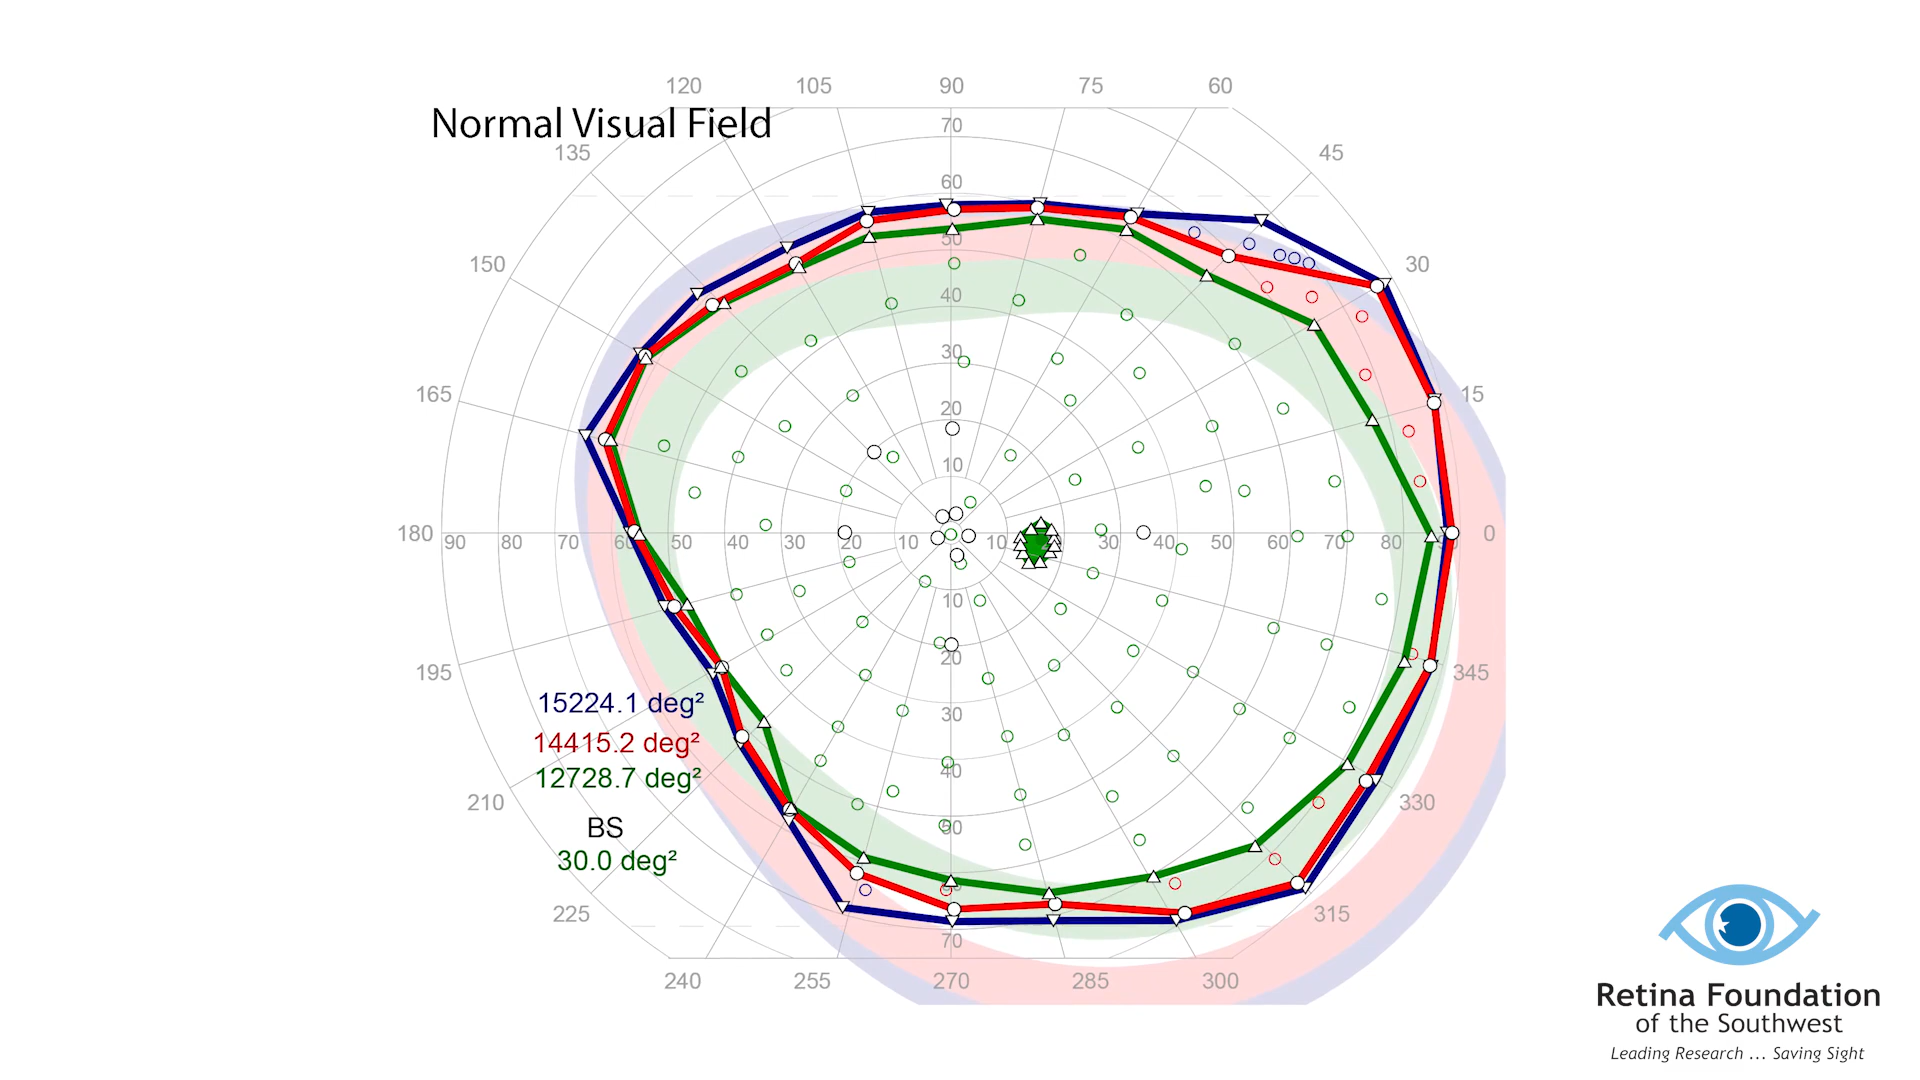 120 105 90 75 60
Normal Visual Field
70
135 45
60
50
150 30
40
30
165 15
20
10
180 90 80 70 60 50 40 30 20 10 10 30 40 50 60 70 80 0
10
20
195 345
15224.1 deg²
30
14415.2 deg²
40
12728.7 deg²
210 330
BS
50
30.0 deg²
225 315
70
240 255 270 285 300
Retina Foundation
of the Southwest
Leading Research ... Saving Sight